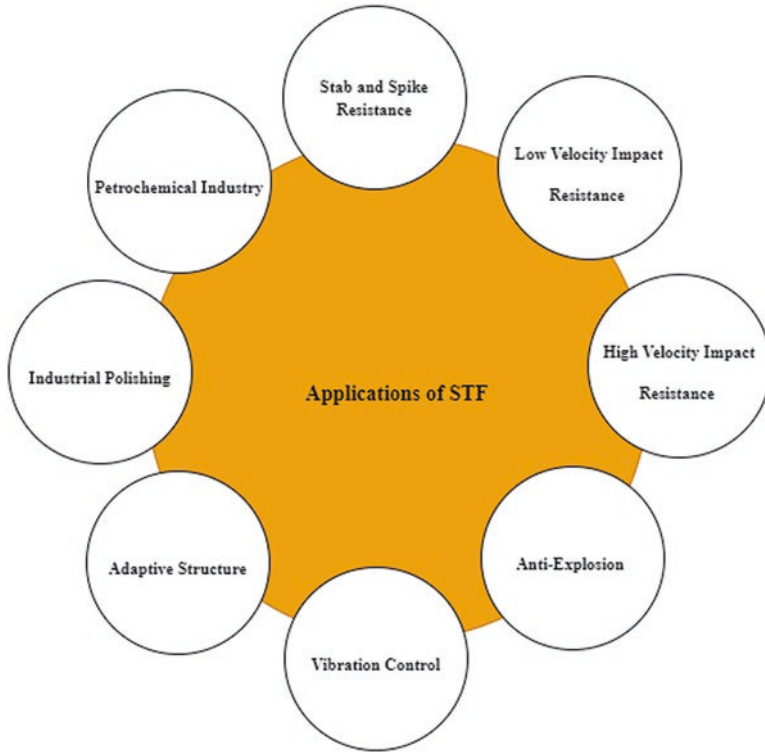 Stab and Spike
Resistance
Low Velocity Impact
Resistance
High Velocity Impact
Resistance
Anti-Explosion
Vibration Control
Adaptive Structure
Industrial Polishing
Petrochemical Industry
Applications of STF